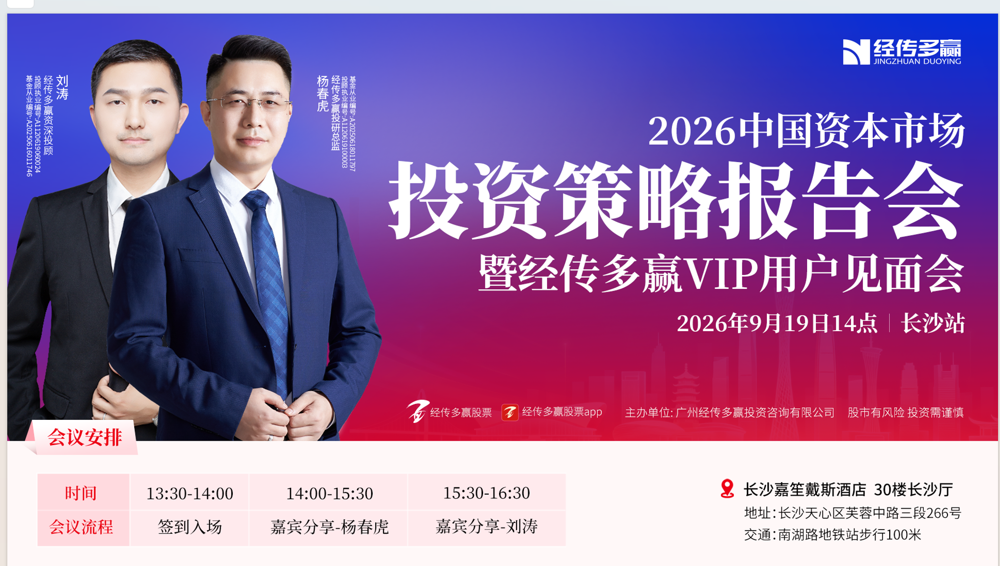 经传多赢
JINGZHUAN DUOYING
刘涛
经传多赢资深投顾
投顾执业编号:A1120619060024
基金从业编号:A20250616011746
杨春虎
经传多赢投研总监
投顾执业编号:A1120619100003
基金从业编号:A20250618011797
2026中国资本市场
投资策略报告会
暨经传多赢VIP用户见面会
2026年9月19日14点 | 长沙站
经传多赢股票 经传多赢股票app 主办单位:广州经传多赢投资咨询有限公司 股市有风险 投资需谨慎
会议安排
时间 13:30-14:00 14:00-15:30 15:30-16:30
会议流程 签到入场 嘉宾分享-杨春虎 嘉宾分享-刘涛
长沙嘉笙戴斯酒店 30楼长沙厅
地址:长沙天心区芙蓉中路三段266号
交通:南湖路地铁站步行100米